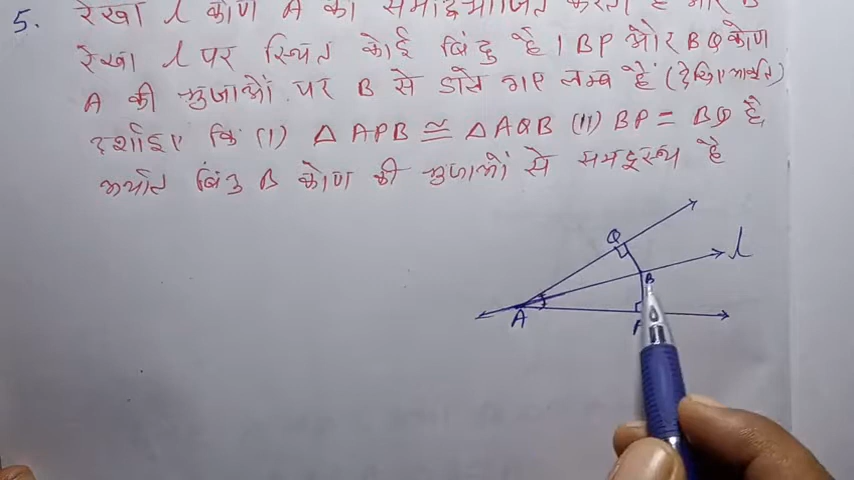 5. रेखा l कोण A को समद्विभाजित करती है और B
रेखा l पर स्थित कोई बिंदु है। BP और BQ कोण
A की भुजाओं पर B से डाले गए लम्ब हैं (देखिए आकृति)
दर्शाइए कि (i) △ APB ≅ △ AQB (ii) BP = BQ है
अर्थात बिंदु B कोण की भुजाओं से समदूरस्थ है
Q
l
B
A
P